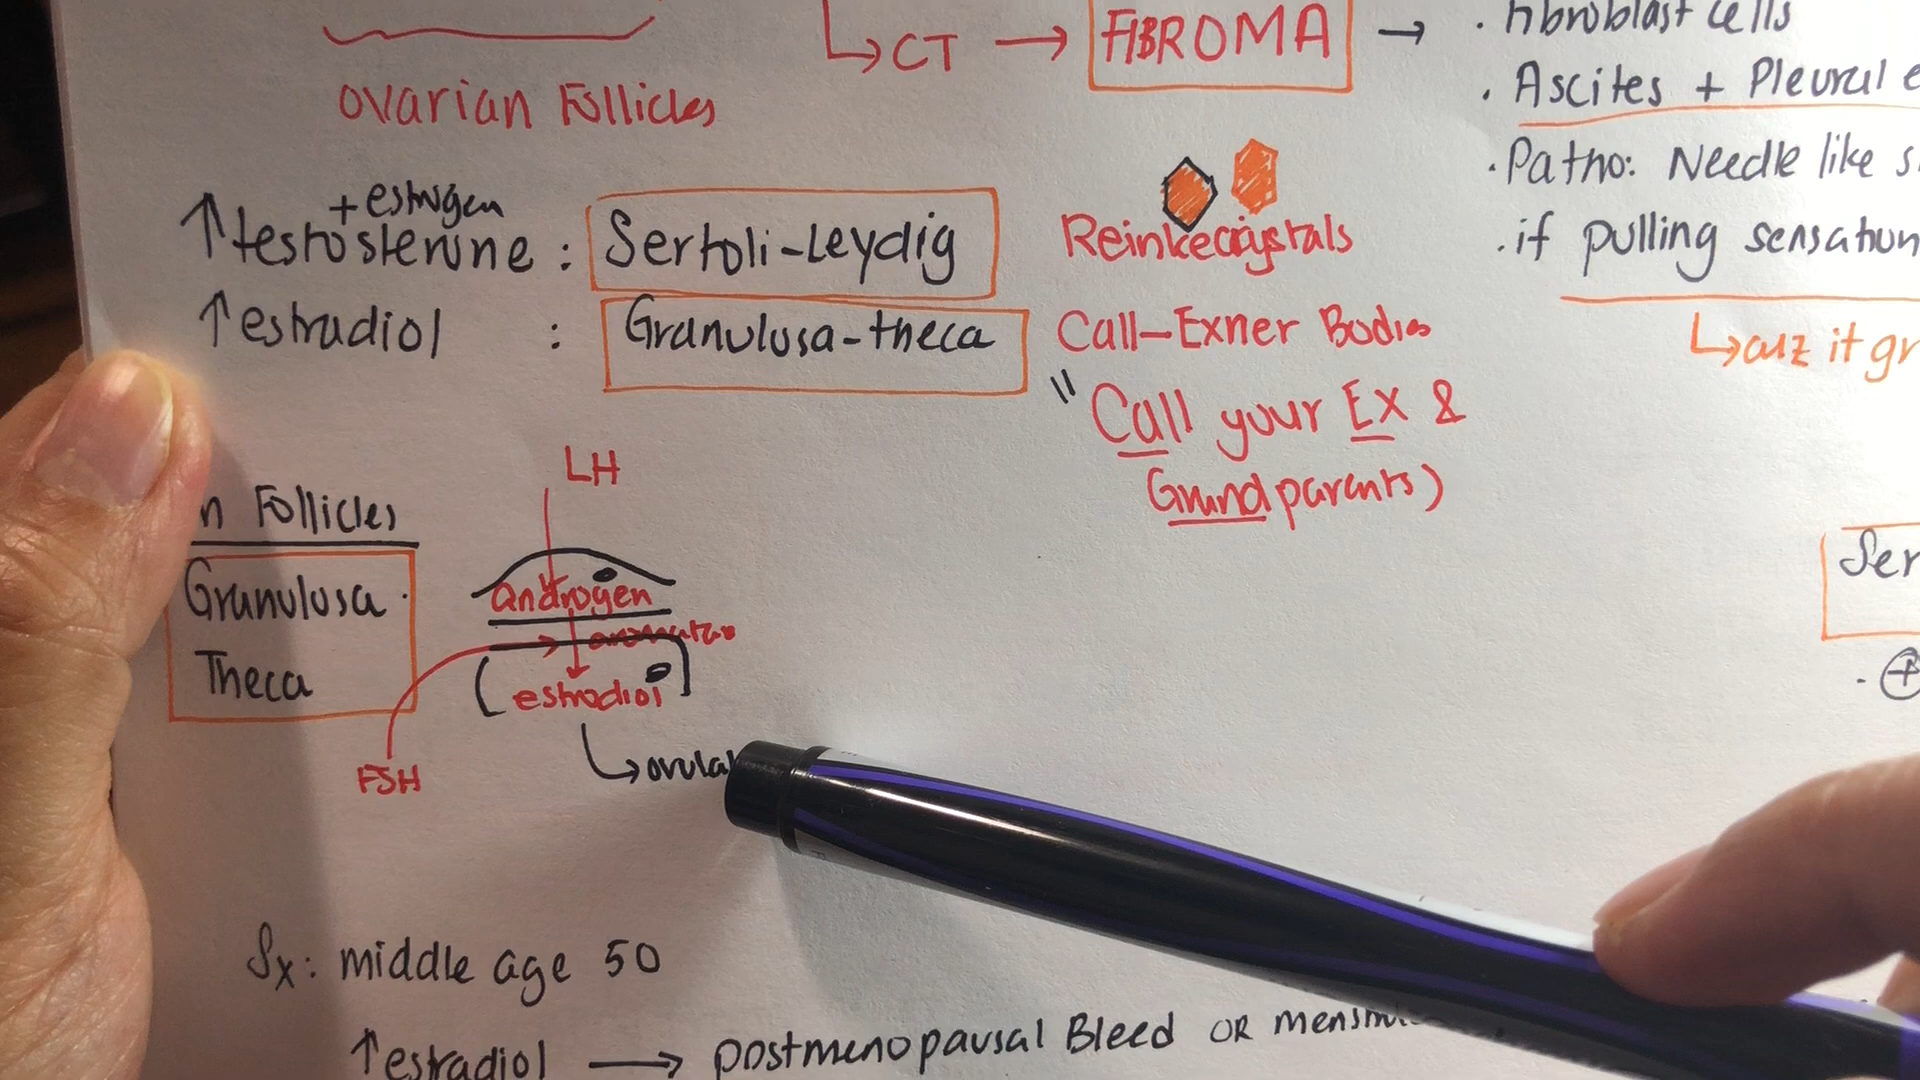 CT → FIBROMA →
. Fibroblast cells
. Ascites + Pleural
. Patho: Needle like
. if pulling sensation
↳ cuz it
ovarian Follicles
+ estrogen
↑ testosterone : Sertoli-Leydig
Reinke crystals
↑ estradiol : Granulosa-theca
Call-Exner Bodies
"Call your Ex &
Grandparents)
Follicles
Granulosa
Theca
LH
androgen
estradiol
FSH
Sx: middle age 50
↑ estradiol → postmenopausal Bleed OR